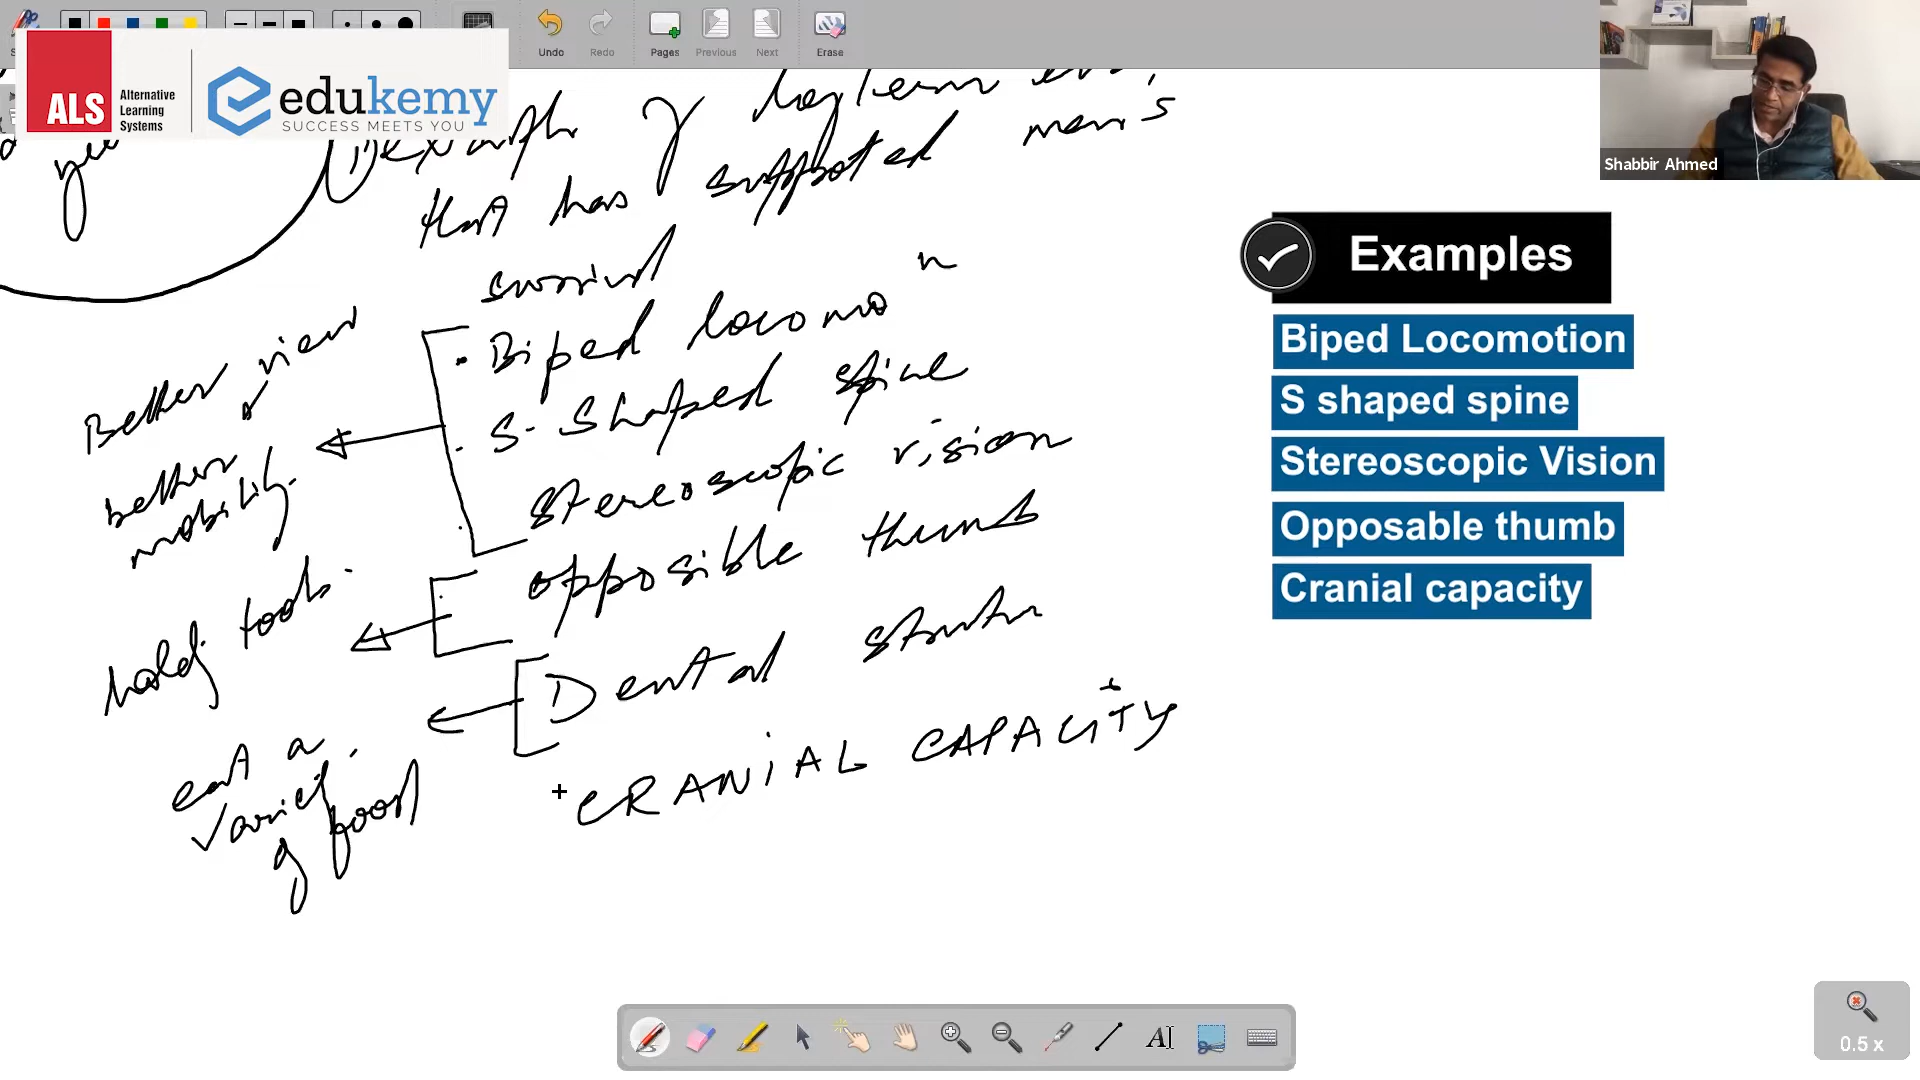 Undo
Redo
Pages
Previous
Next
Erase
ALS
Alternative
Learning
Systems
edukemy
SUCCESS MEETS YOU
Shabbir Ahmed
that has supported man's
survival
Biped locomo n
S-Shaped spine
stereoscopic vision
opposible thumb
Dental
CRANIAL CAPACITY
Better view
better
mobility
hold tools
eat a
variety
of food
Examples
Biped Locomotion
S shaped spine
Stereoscopic Vision
Opposable thumb
Cranial capacity
0.5 x